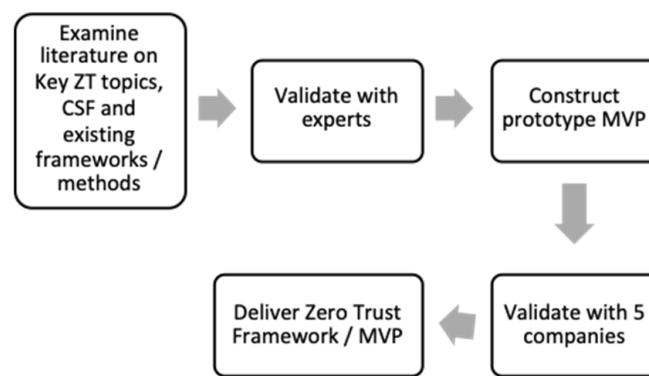 Examine
literature on
Key ZT topics,
CSF and
existing
frameworks /
methods
Validate with
experts
Construct
prototype MVP
Validate with 5
companies
Deliver Zero Trust
Framework / MVP